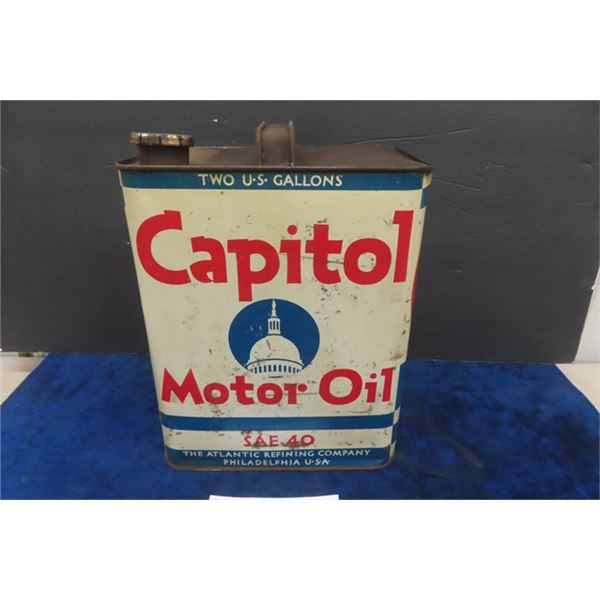 TWO U·S· GALLONS
Capitol
Motor Oil
SAE 40
THE ATLANTIC REFINING COMPANY
PHILADELPHIA U·S·A·